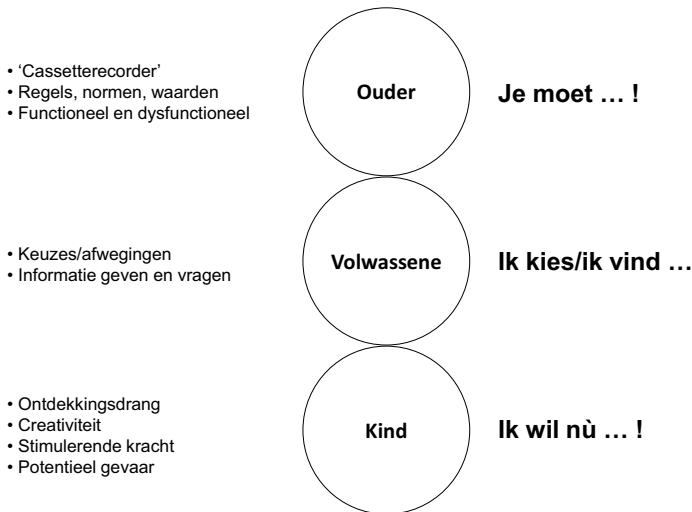 • ‘Cassetterecorder’
• Regels, normen, waarden
• Functioneel en dysfunctioneel
Ouder
Je moet … !
• Keuzes/afwegingen
• Informatie geven en vragen
Volwassene
Ik kies/ik vind …
• Ontdekkingsdrang
• Creativiteit
• Stimulerende kracht
• Potentieel gevaar
Kind
Ik wil nù … !